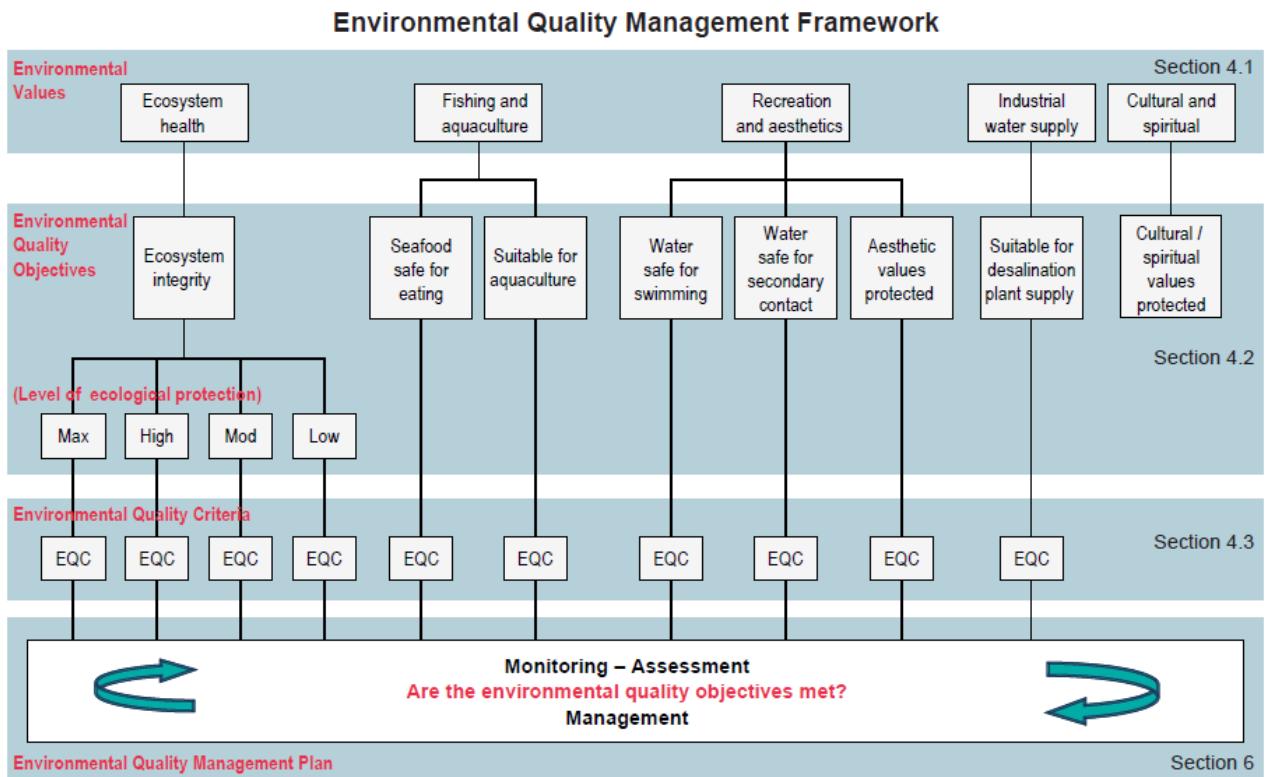 Environmental Quality Management Framework
Environmental
Values
Section 4.1
Ecosystem
health
Fishing and
aquaculture
Recreation
and aesthetics
Industrial
water supply
Cultural and
spiritual
Environmental
Quality
Objectives
Ecosystem
integrity
Seafood
safe for
eating
Suitable for
aquaculture
Water
safe for
swimming
Water
safe for
secondary
contact
Aesthetic
values
protected
Suitable for
desalination
plant supply
Cultural /
spiritual
values
protected
Section 4.2
(Level of ecological protection)
Max
High
Mod
Low
Environmental Quality Criteria
Section 4.3
EQC
EQC
EQC
EQC
EQC
EQC
EQC
EQC
EQC
EQC
Monitoring – Assessment
Are the environmental quality objectives met?
Management
Environmental Quality Management Plan
Section 6